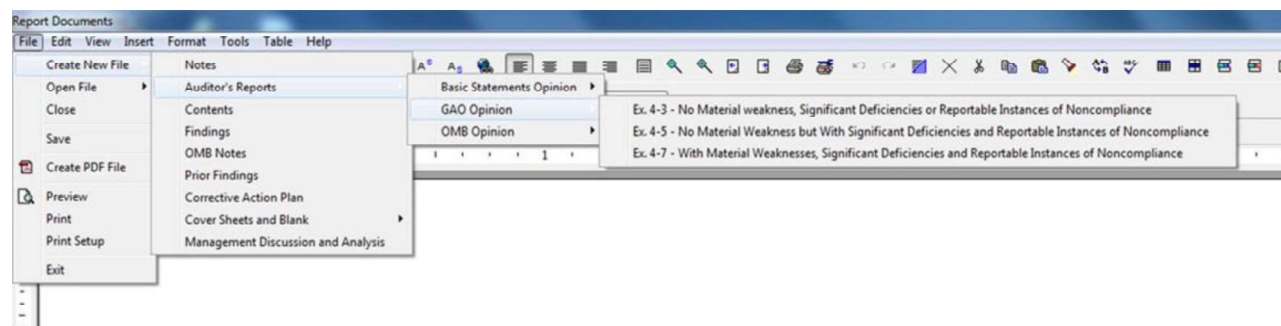 Report Documents
File Edit View Insert Format Tools Table Help
Create New File
Open File
Close
Save
Create PDF File
Preview
Print
Print Setup
Exit
Notes
Auditor's Reports
Contents
Findings
OMB Notes
Prior Findings
Corrective Action Plan
Cover Sheets and Blank
Management Discussion and Analysis
Basic Statements Opinion
GAO Opinion
OMB Opinion
Ex. 4-3 - No Material weakness, Significant Deficiencies or Reportable Instances of Noncompliance
Ex. 4-5 - No Material Weakness but With Significant Deficiencies and Reportable Instances of Noncompliance
Ex. 4-7 - With Material Weaknesses, Significant Deficiencies and Reportable Instances of Noncompliance
1